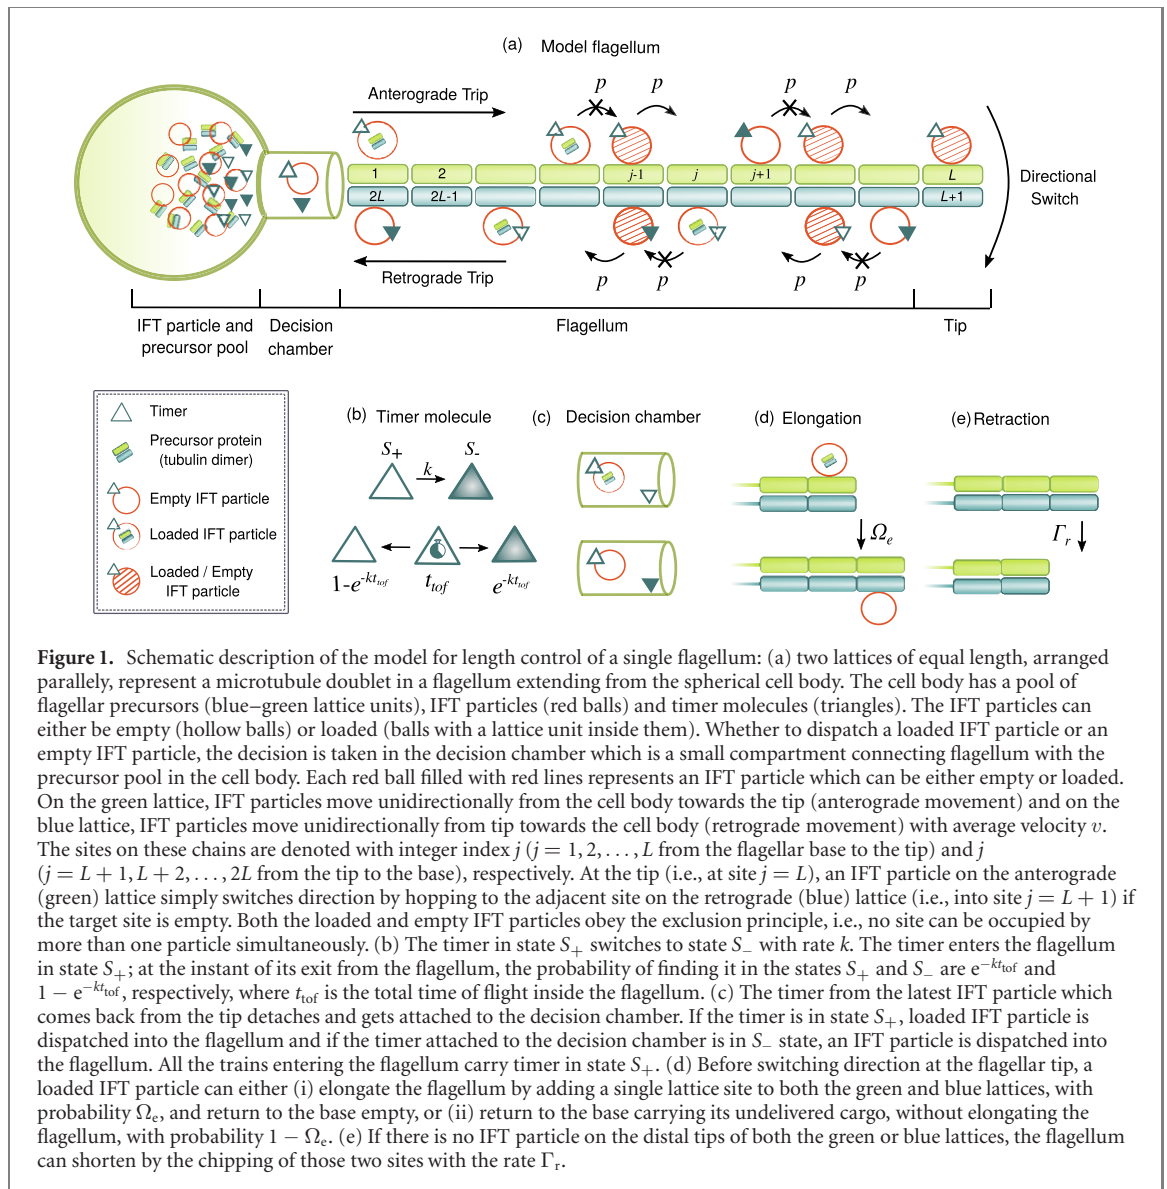 (a) Model flagellum
Anterograde Trip
p p p p
1 2 j-1 j j+1 L
2L 2L-1 L+1
Directional
Switch
Retrograde Trip
p p p p
IFT particle and
precursor pool
Decision
chamber
Flagellum
Tip
Timer
Precursor protein
(tubulin dimer)
Empty IFT particle
Loaded IFT particle
Loaded / Empty
IFT particle
(b) Timer molecule
S+ S-
k
1-e^-kt_tof t_tof e^-kt_tof
(c) Decision chamber
(d) Elongation
Ωe
(e) Retraction
Γr
Figure 1. Schematic description of the model for length control of a single flagellum: (a) two lattices of equal length, arranged
parallely, represent a microtubule doublet in a flagellum extending from the spherical cell body. The cell body has a pool of
flagellar precursors (blue–green lattice units), IFT particles (red balls) and timer molecules (triangles). The IFT particles can
either be empty (hollow balls) or loaded (balls with a lattice unit inside them). Whether to dispatch a loaded IFT particle or an
empty IFT particle, the decision is taken in the decision chamber which is a small compartment connecting flagellum with the
precursor pool in the cell body. Each red ball filled with red lines represents an IFT particle which can be either empty or loaded.
On the green lattice, IFT particles move unidirectionally from the cell body towards the tip (anterograde movement) and on the
blue lattice, IFT particles move unidirectionally from tip towards the cell body (retrograde movement) with average velocity v.
The sites on these chains are denoted with integer index j (j = 1, 2, . . . , L from the flagellar base to the tip) and j
(j = L + 1, L + 2, . . . , 2L from the tip to the base), respectively. At the tip (i.e., at site j = L), an IFT particle on the anterograde
(green) lattice simply switches direction by hopping to the adjacent site on the retrograde (blue) lattice (i.e., into site j = L + 1) if
the target site is empty. Both the loaded and empty IFT particles obey the exclusion principle, i.e., no site can be occupied by
more than one particle simultaneously. (b) The timer in state S+ switches to state S− with rate k. The timer enters the flagellum
in state S+; at the instant of its exit from the flagellum, the probability of finding it in the states S+ and S− are e^−kt_tof and
1 − e^−kt_tof, respectively, where t_tof is the total time of flight inside the flagellum. (c) The timer from the latest IFT particle which
comes back from the tip detaches and gets attached to the decision chamber. If the timer is in state S+, loaded IFT particle is
dispatched into the flagellum and if the timer attached to the decision chamber is in S− state, an IFT particle is dispatched into
the flagellum. All the trains entering the flagellum carry timer in state S+. (d) Before switching direction at the flagellar tip, a
loaded IFT particle can either (i) elongate the flagellum by adding a single lattice site to both the green and blue lattices, with
probability Ωe, and return to the base empty, or (ii) return to the base carrying its undelivered cargo, without elongating the
flagellum, with probability 1 − Ωe. (e) If there is no IFT particle on the distal tips of both the green or blue lattices, the flagellum
can shorten by the chipping of those two sites with the rate Γr.